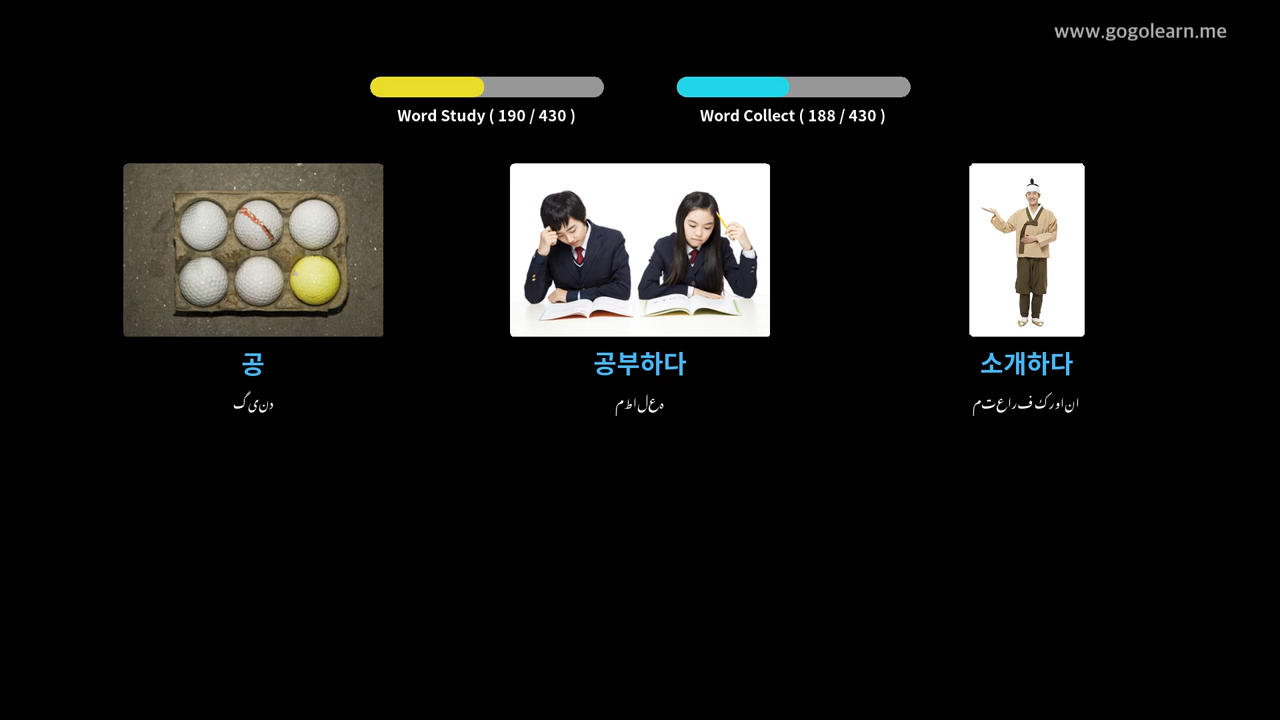 www.gogolearn.me
Word Study ( 190 / 430 )
Word Collect ( 188 / 430 )
공
공부하다
소개하다
گیند
مطالعہ
متعارف کروانا